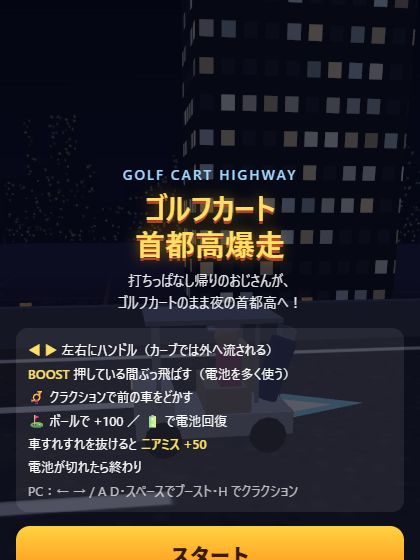 GOLF CART HIGHWAY
ゴルフカート
首都高爆走
打ちっぱなし帰りのおじさんが、
ゴルフカートのまま夜の首都高へ！
◀ ▶ 左右にハンドル（カーブでは外へ流される）
BOOST 押している間ぶっ飛ばす（電池を多く使う）
📯 クラクションで前の車をどかす
⛳ ボールで +100 ／ 🔋 で電池回復
車すれすれを抜けると ニアミス +50
電池が切れたら終わり
PC：← → / A D・スペースでブースト・H でクラクション
スタート